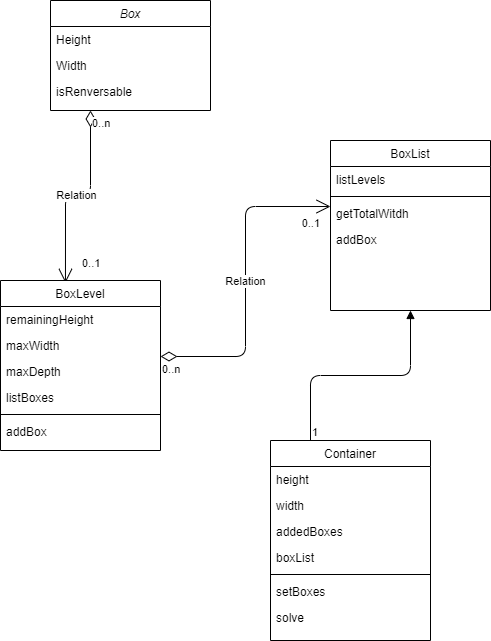 Box
Height
Width
isRenversable
0..n
Relation
0..1
BoxLevel
remainingHeight
maxWidth
maxDepth
listBoxes
addBox
0..n
Relation
0..1
BoxList
listLevels
getTotalWitdh
addBox
1
Container
height
width
addedBoxes
boxList
setBoxes
solve